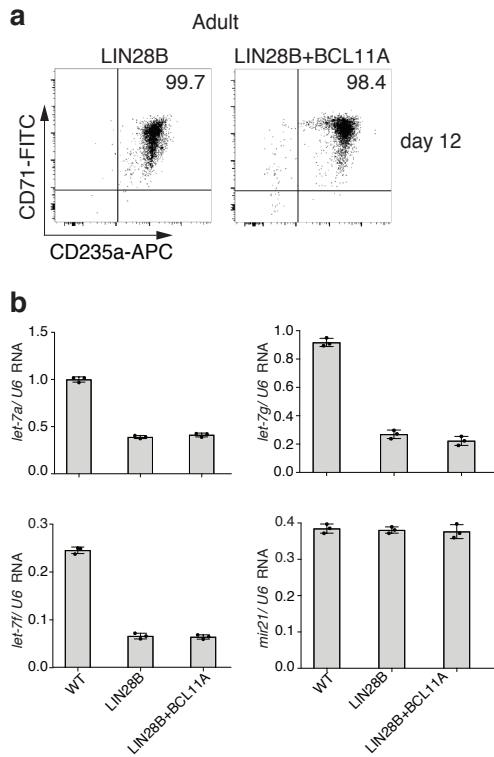 a
Adult
LIN28B
LIN28B+BCL11A
99.7
98.4
CD71-FITC
day 12
CD235a-APC
b
let-7a/ U6 RNA
1.5
1.0
0.5
0.0
let-7g/ U6 RNA
1.0
0.8
0.6
0.4
0.2
0.0
let-7f/ U6 RNA
0.3
0.2
0.1
0.0
WT
LIN28B
LIN28B+BCL11A
mir21/ U6 RNA
0.4
0.3
0.2
0.1
0.0
WT
LIN28B
LIN28B+BCL11A